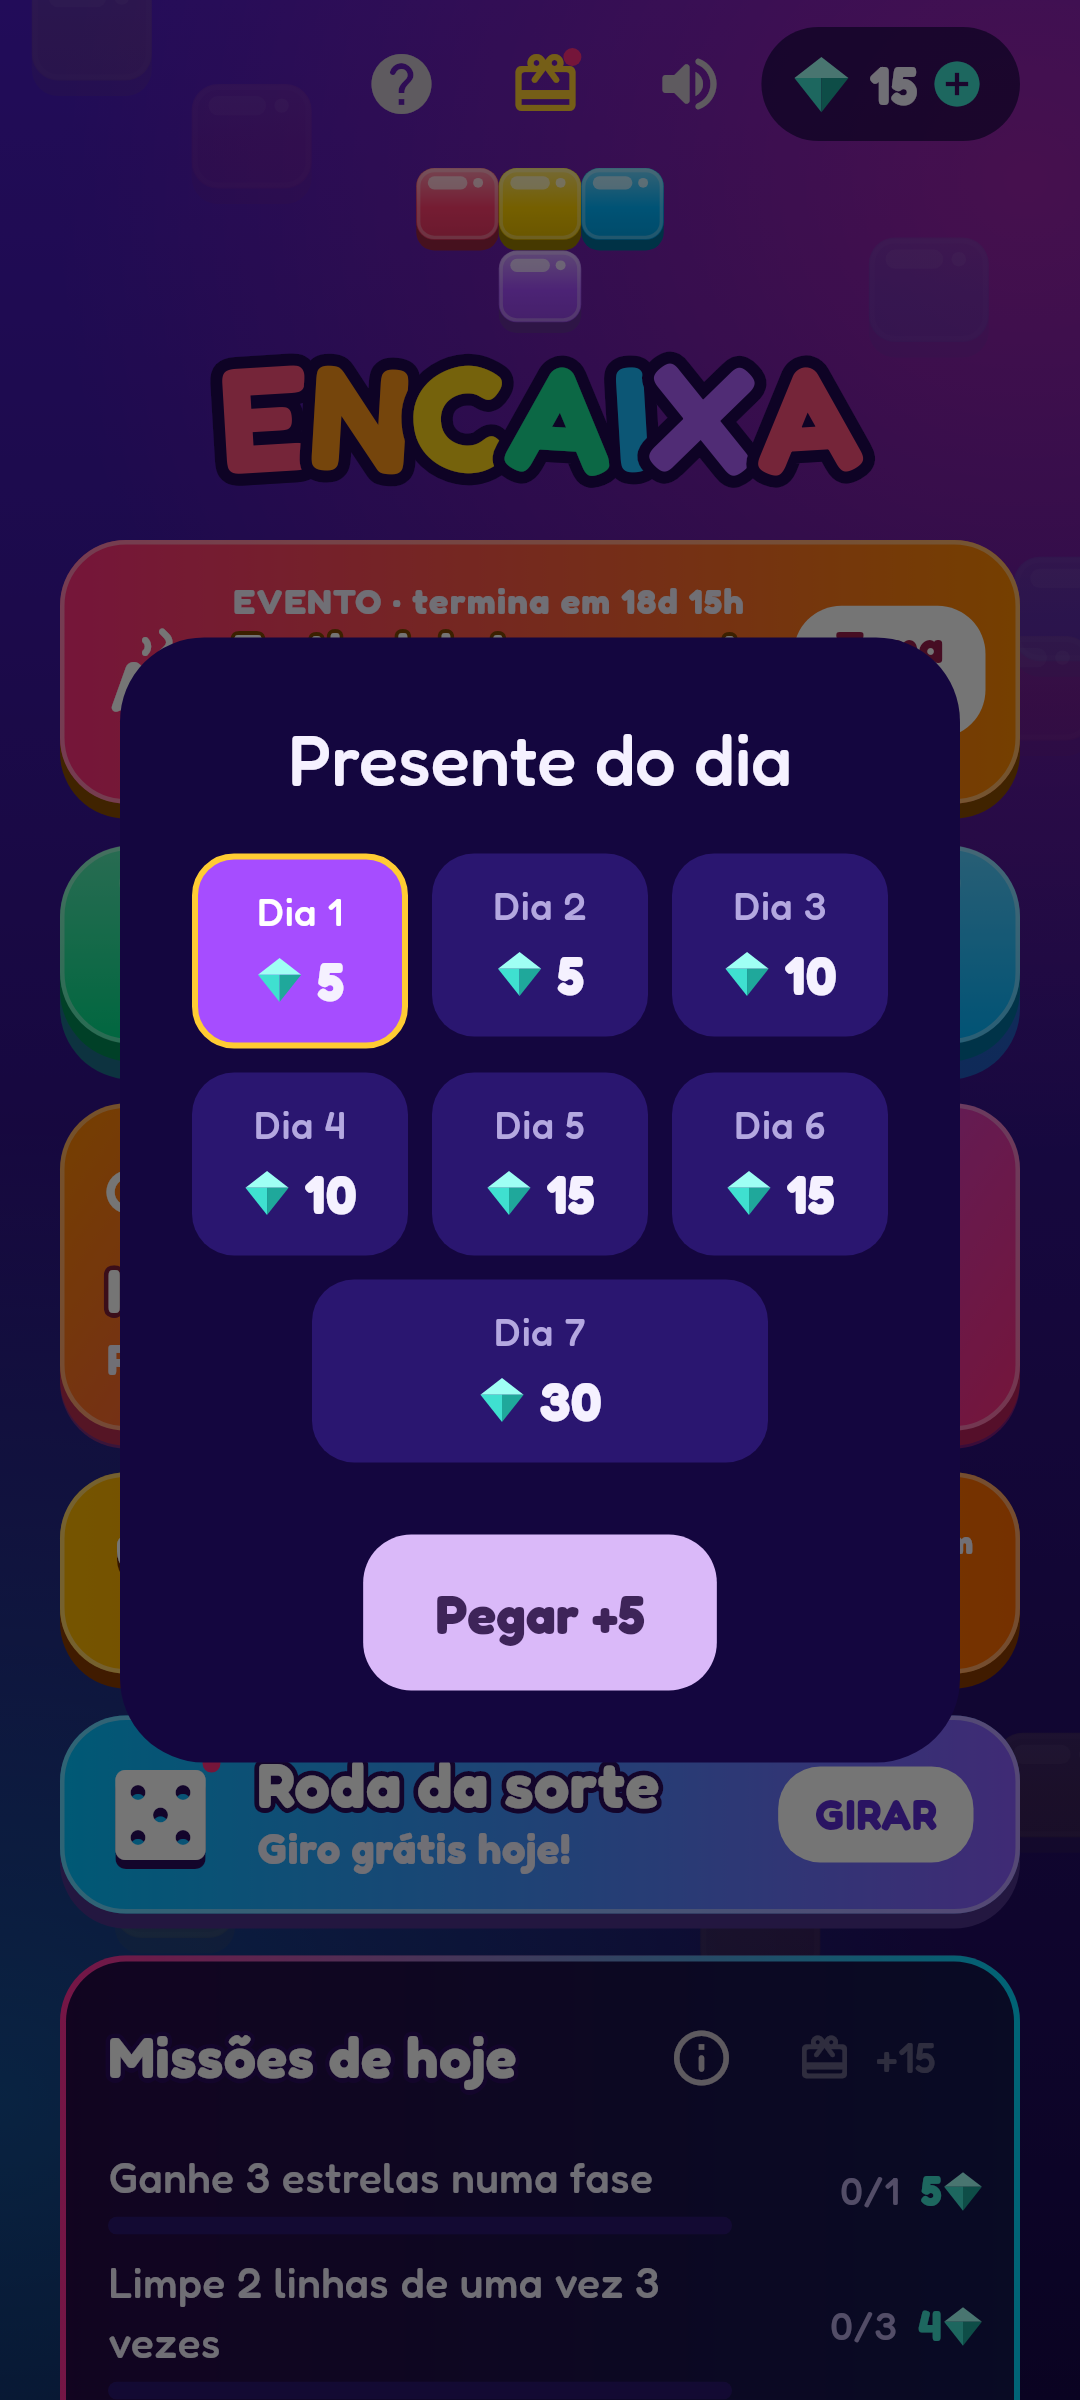 15
ENCAIXA
EVENTO · termina em 18d 15h
Presente do dia
Dia 1
5
Dia 2
5
Dia 3
10
Dia 4
10
Dia 5
15
Dia 6
15
Dia 7
30
Pegar +5
Roda da sorte
Giro grátis hoje!
GIRAR
Missões de hoje
+15
Ganhe 3 estrelas numa fase
0/1 5
Limpe 2 linhas de uma vez 3
vezes
0/3 4